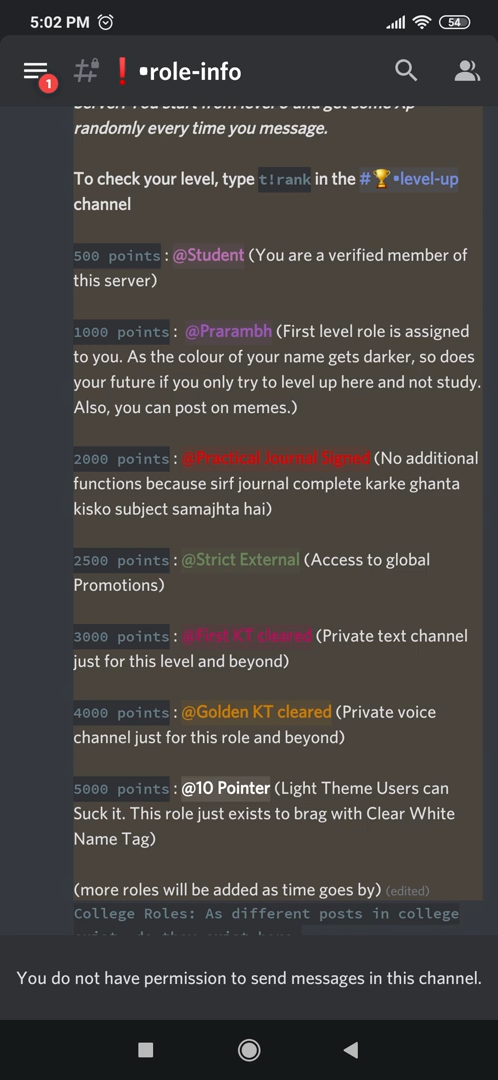 5:02 PM
54
1
❗•role-info
randomly every time you message.
To check your level, type t!rank in the #🏆•level-up
channel
500 points : @Student (You are a verified member of
this server)
1000 points : @Prarambh (First level role is assigned
to you. As the colour of your name gets darker, so does
your future if you only try to level up here and not study.
Also, you can post on memes.)
2000 points : @Practical Journal Signed (No additional
functions because sirf journal complete karke ghanta
kisko subject samajhta hai)
2500 points : @Strict External (Access to global
Promotions)
3000 points : @First KT cleared (Private text channel
just for this level and beyond)
4000 points : @Golden KT cleared (Private voice
channel just for this role and beyond)
5000 points : @10 Pointer (Light Theme Users can
Suck it. This role just exists to brag with Clear White
Name Tag)
(more roles will be added as time goes by) (edited)
College Roles: As different posts in college
You do not have permission to send messages in this channel.